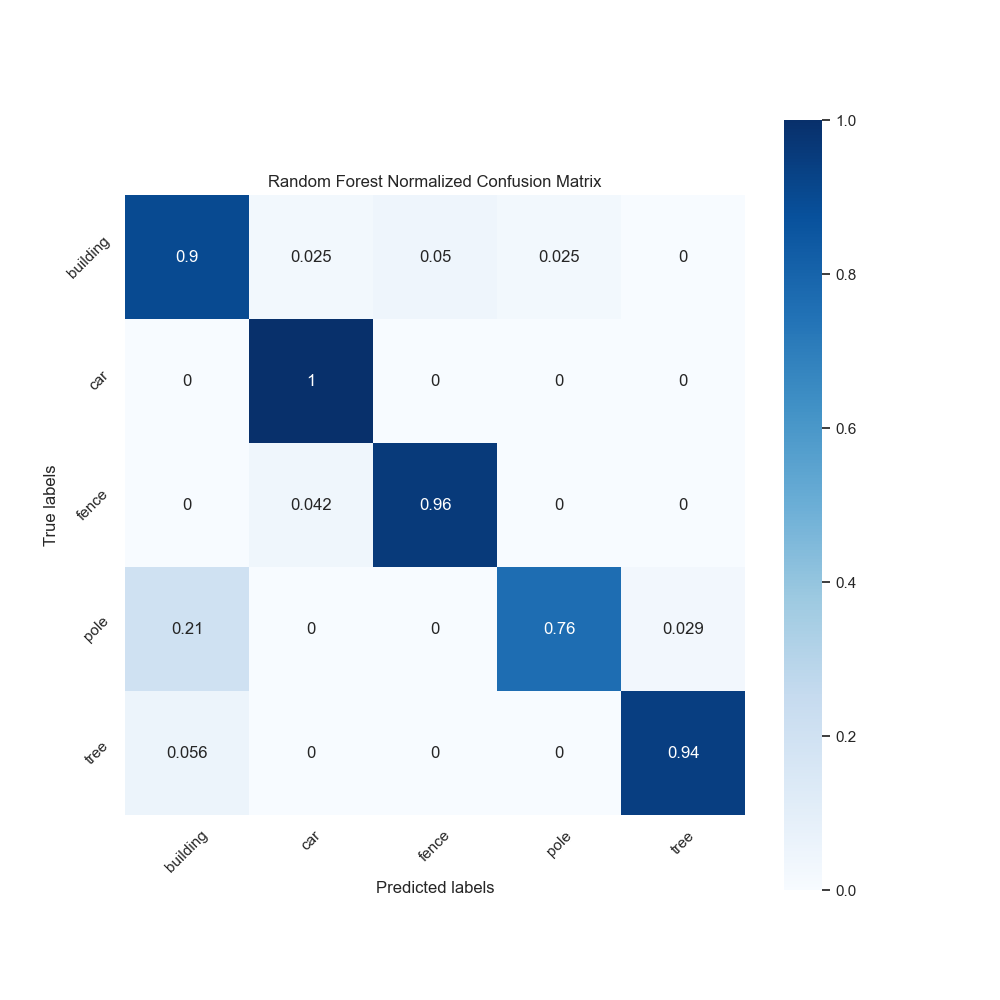 Random Forest Normalized Confusion Matrix
True labels
building 0.9 0.025 0.05 0.025 0
car 0 1 0 0 0
fence 0 0.042 0.96 0 0
pole 0.21 0 0 0.76 0.029
tree 0.056 0 0 0 0.94
building car fence pole tree
Predicted labels
1.0
0.8
0.6
0.4
0.2
0.0